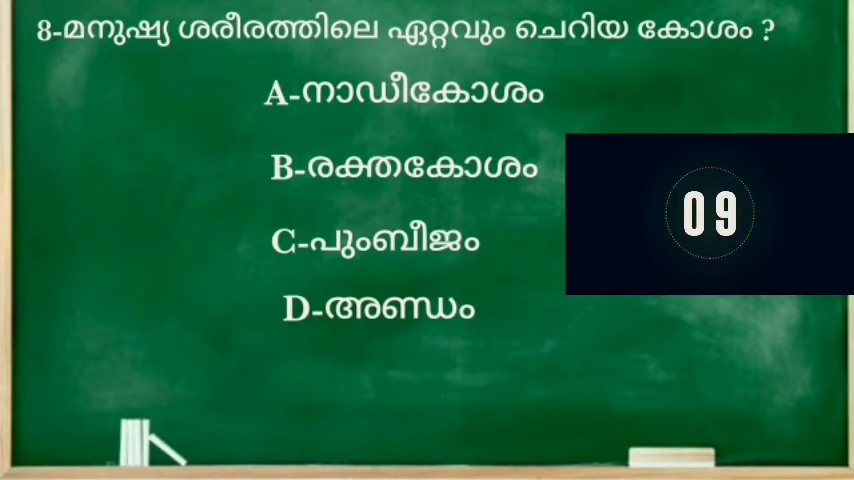 8-മനുഷ്യ ശരീരത്തിലെ ഏറ്റവും ചെറിയ കോശം ?
A-നാഡീകോശം
B-രക്തകോശം
09
C-പുംബീജം
D-അണ്ഡം